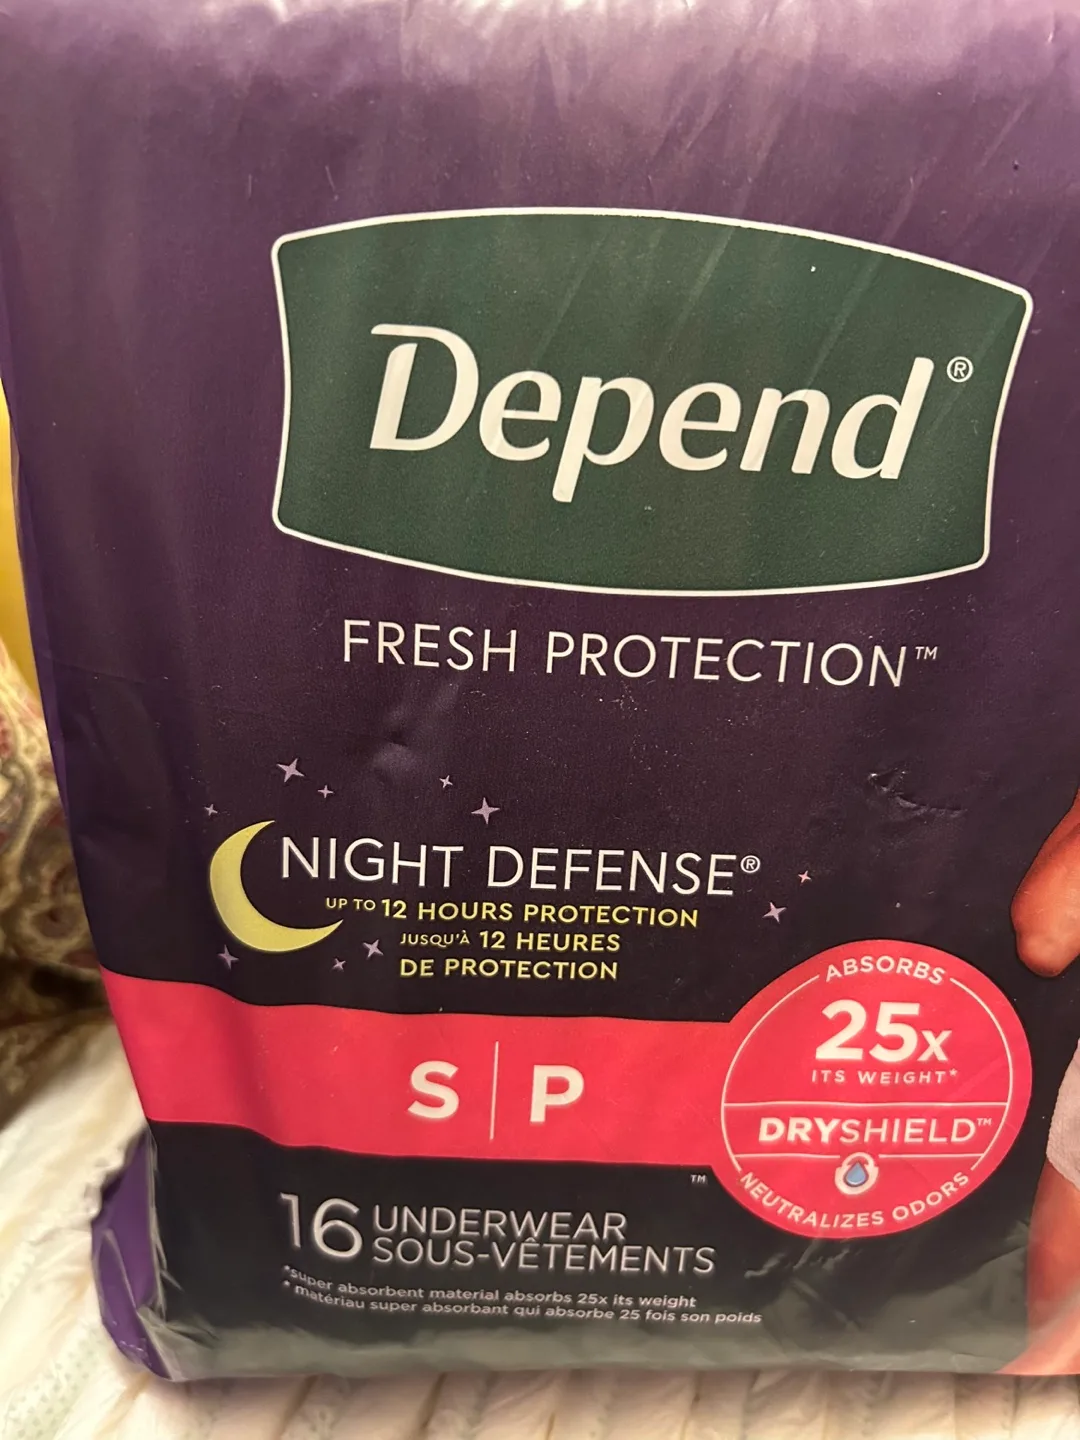 Depend®
FRESH PROTECTION™
NIGHT DEFENSE®
UP TO 12 HOURS PROTECTION
JUSQU'À 12 HEURES
DE PROTECTION
S | P
ABSORBS
25x
ITS WEIGHT*
DRYSHIELD™
NEUTRALIZES ODORS
™
16 UNDERWEAR
SOUS-VÊTEMENTS
*super absorbent material absorbs 25x its weight
* matériau super absorbant qui absorbe 25 fois son poids